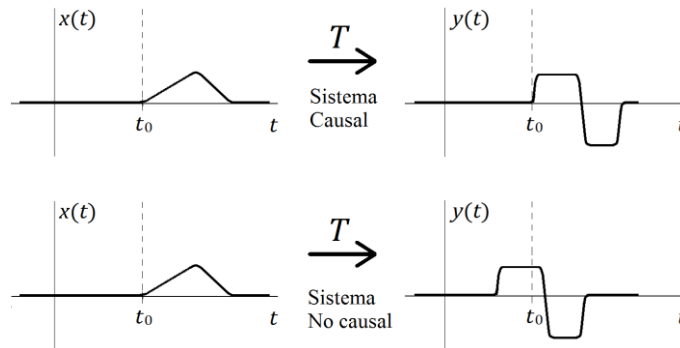 x(t)
T
y(t)
Sistema
Causal
t₀
t
t₀
t
x(t)
T
y(t)
Sistema
No causal
t₀
t
t₀
t